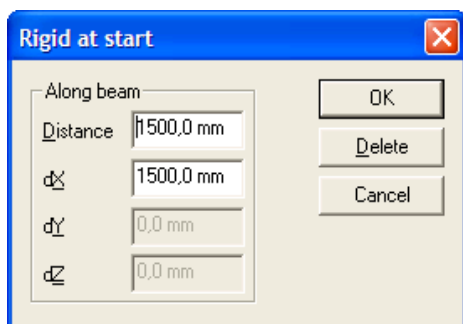 Rigid at start
Along beam
Distance 1500,0 mm
dX 1500,0 mm
dY 0,0 mm
dZ 0,0 mm
OK
Delete
Cancel